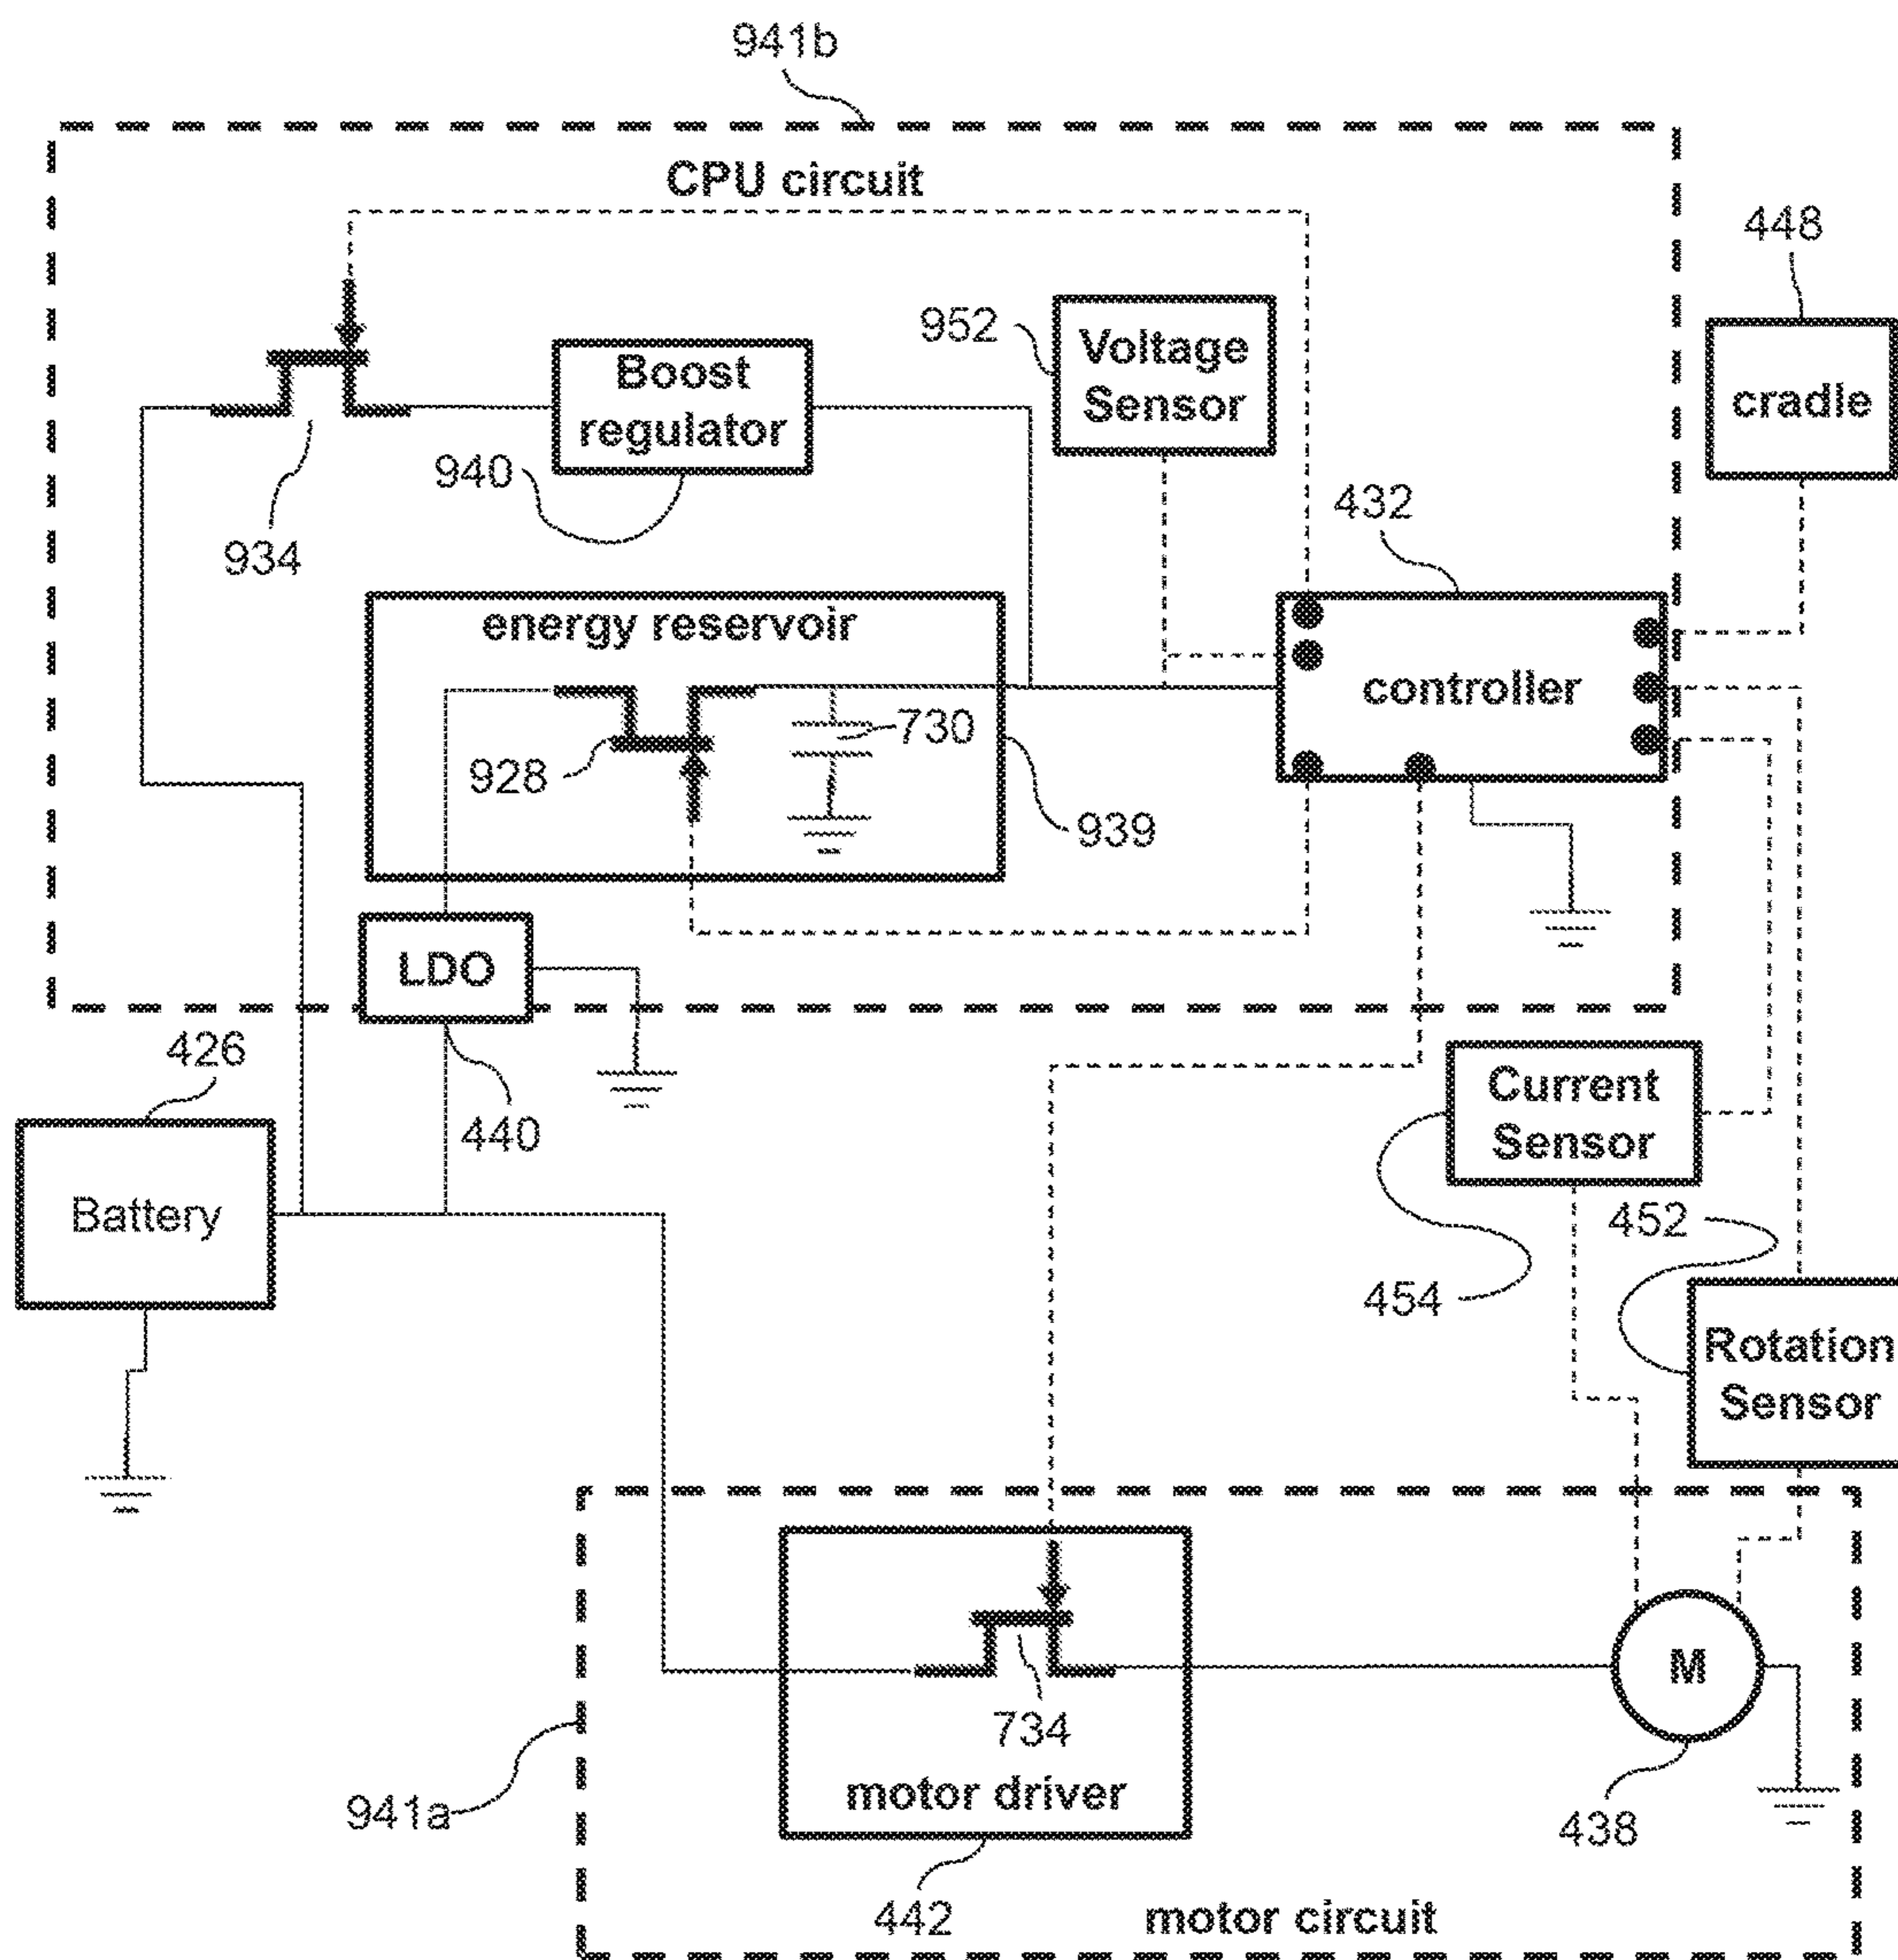 941b
CPU circuit
448
952
Voltage
Sensor
Boost
regulator
cradle
940
432
934
energy reservoir
controller
730
928
939
LDO
426
440
Current
Sensor
Battery
452
454
Rotation
Sensor
734
M
motor driver
941a
438
442
motor circuit